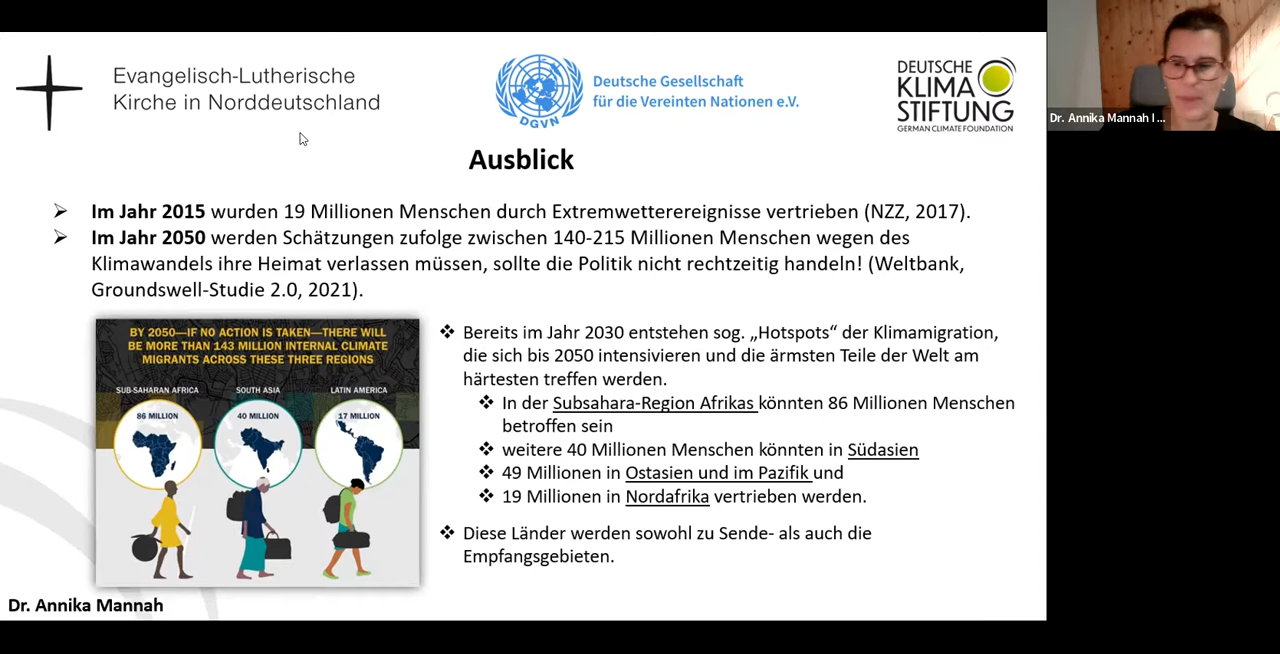 Evangelisch-Lutherische
Kirche in Norddeutschland
DGVN
Deutsche Gesellschaft
für die Vereinten Nationen e.V.
DEUTSCHE
KLIMA
STIFTUNG
GERMAN CLIMATE FOUNDATION
Dr. Annika Mannah I ...
Ausblick
➢ Im Jahr 2015 wurden 19 Millionen Menschen durch Extremwetterereignisse vertrieben (NZZ, 2017).
➢ Im Jahr 2050 werden Schätzungen zufolge zwischen 140-215 Millionen Menschen wegen des
Klimawandels ihre Heimat verlassen müssen, sollte die Politik nicht rechtzeitig handeln! (Weltbank,
Groundswell-Studie 2.0, 2021).
BY 2050—IF NO ACTION IS TAKEN—THERE WILL
BE MORE THAN 143 MILLION INTERNAL CLIMATE
MIGRANTS ACROSS THESE THREE REGIONS
SUB-SAHARAN AFRICA
SOUTH ASIA
LATIN AMERICA
86 MILLION
40 MILLION
17 MILLION
❖ Bereits im Jahr 2030 entstehen sog. „Hotspots“ der Klimamigration,
die sich bis 2050 intensivieren und die ärmsten Teile der Welt am
härtesten treffen werden.
❖ In der Subsahara-Region Afrikas könnten 86 Millionen Menschen
betroffen sein
❖ weitere 40 Millionen Menschen könnten in Südasien
❖ 49 Millionen in Ostasien und im Pazifik und
❖ 19 Millionen in Nordafrika vertrieben werden.
❖ Diese Länder werden sowohl zu Sende- als auch die
Empfangsgebieten.
Dr. Annika Mannah